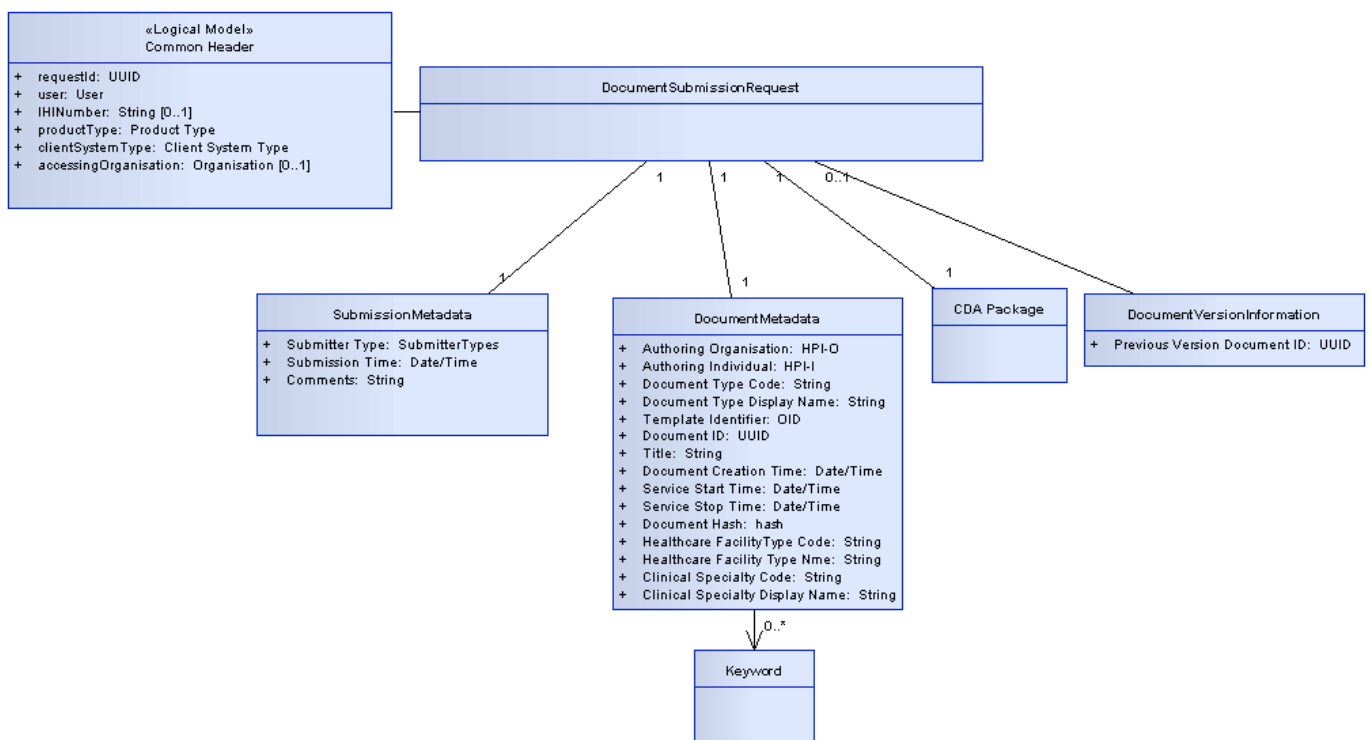 «Logical Model»
Common Header
+ requestId: UUID
+ user: User
+ IHINumber: String [0..1]
+ productType: Product Type
+ clientSystemType: Client System Type
+ accessingOrganisation: Organisation [0..1]
DocumentSubmissionRequest
1
1
1
0..1
1
1
1
SubmissionMetadata
+ Submitter Type: SubmitterTypes
+ Submission Time: Date/Time
+ Comments: String
DocumentMetadata
+ Authoring Organisation: HPI-O
+ Authoring Individual: HPI-I
+ Document Type Code: String
+ Document Type Display Name: String
+ Template Identifier: OID
+ Document ID: UUID
+ Title: String
+ Document Creation Time: Date/Time
+ Service Start Time: Date/Time
+ Service Stop Time: Date/Time
+ Document Hash: hash
+ Healthcare FacilityType Code: String
+ Healthcare Facility Type Nme: String
+ Clinical Specialty Code: String
+ Clinical Specialty Display Name: String
CDA Package
DocumentVersionInformation
+ Previous Version Document ID: UUID
0..*
Keyword